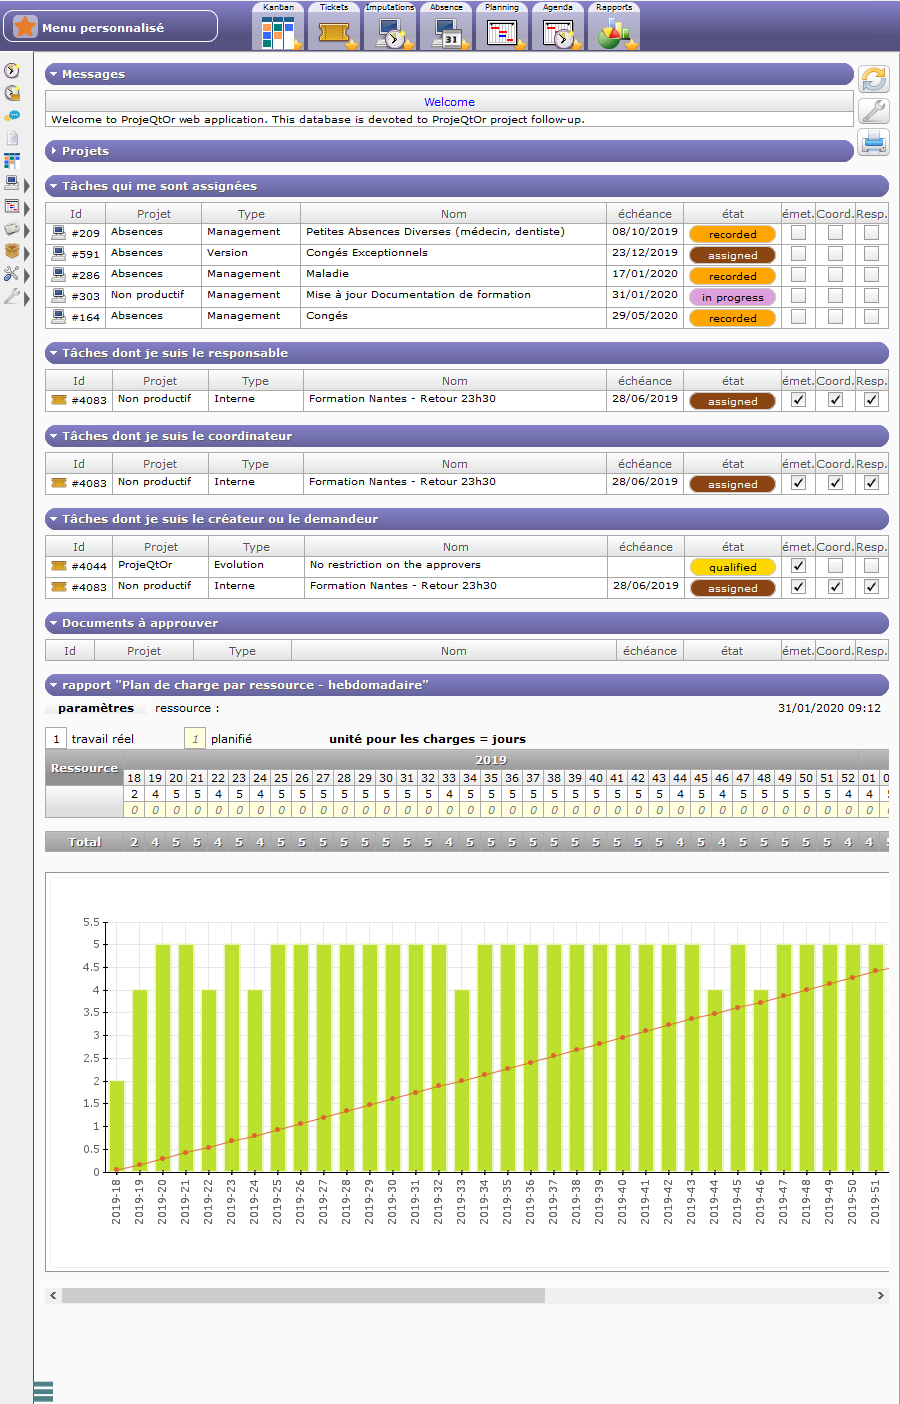 Menu personnalisé
Kanban Tickets Imputations Absence Planning Agenda Rapports
31
Messages
Welcome
Welcome to ProjeQtOr web application. This database is devoted to ProjeQtOr project follow-up.
Projets
Tâches qui me sont assignées
Id Projet Type Nom échéance état émet. Coord. Resp.
#209 Absences Management Petites Absences Diverses (médecin, dentiste) 08/10/2019 recorded
#591 Absences Version Congés Exceptionnels 23/12/2019 assigned
#286 Absences Management Maladie 17/01/2020 recorded
#303 Non productif Management Mise à jour Documentation de formation 31/01/2020 in progress
#164 Absences Management Congés 29/05/2020 recorded
Tâches dont je suis le responsable
Id Projet Type Nom échéance état émet. Coord. Resp.
#4083 Non productif Interne Formation Nantes - Retour 23h30 28/06/2019 assigned
Tâches dont je suis le coordinateur
Id Projet Type Nom échéance état émet. Coord. Resp.
#4083 Non productif Interne Formation Nantes - Retour 23h30 28/06/2019 assigned
Tâches dont je suis le créateur ou le demandeur
Id Projet Type Nom échéance état émet. Coord. Resp.
#4044 ProjeQtOr Evolution No restriction on the approvers qualified
#4083 Non productif Interne Formation Nantes - Retour 23h30 28/06/2019 assigned
Documents à approuver
Id Projet Type Nom échéance état émet. Coord. Resp.
rapport "Plan de charge par ressource - hebdomadaire"
paramètres ressource : 31/01/2020 09:12
1 travail réel 1 planifié unité pour les charges = jours
Ressource 2019
18 19 20 21 22 23 24 25 26 27 28 29 30 31 32 33 34 35 36 37 38 39 40 41 42 43 44 45 46 47 48 49 50 51 52 01
2 4 5 5 4 5 4 5 5 5 5 5 5 5 5 4 5 5 5 5 5 5 5 5 5 5 4 5 4 5 5 5 5 5 4 4
0 0 0 0 0 0 0 0 0 0 0 0 0 0 0 0 0 0 0 0 0 0 0 0 0 0 0 0 0 0 0 0 0 0 0 0
Total 2 4 5 5 4 5 4 5 5 5 5 5 5 5 5 4 5 5 5 5 5 5 5 5 5 5 4 5 4 5 5 5 5 5 4 4
5.5
5
4.5
4
3.5
3
2.5
2
1.5
1
0.5
0
2019-18 2019-19 2019-20 2019-21 2019-22 2019-23 2019-24 2019-25 2019-26 2019-27 2019-28 2019-29 2019-30 2019-31 2019-32 2019-33 2019-34 2019-35 2019-36 2019-37 2019-38 2019-39 2019-40 2019-41 2019-42 2019-43 2019-44 2019-45 2019-46 2019-47 2019-48 2019-49 2019-50 2019-51